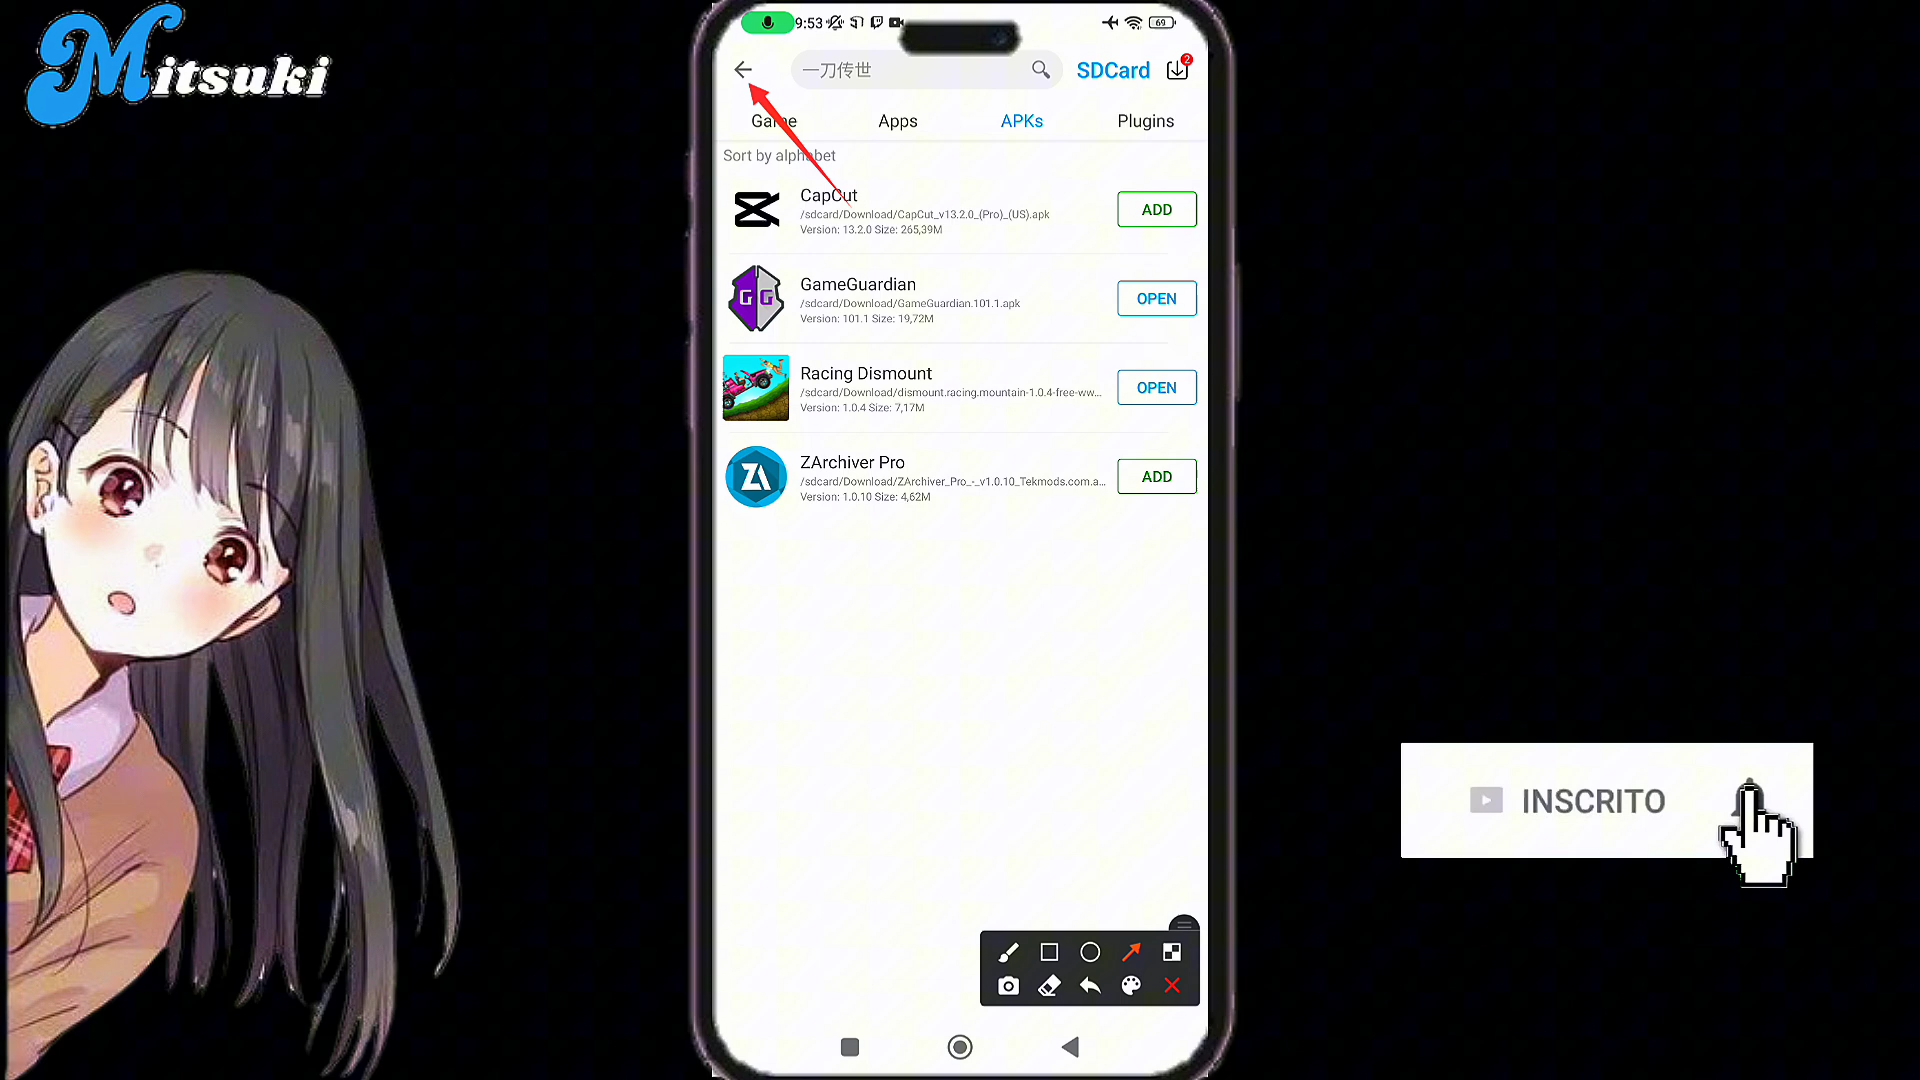 Mitsuki
9:53
69
一刀传世
SDCard
2
Game
Apps
APKs
Plugins
Sort by alphabet
CapCut
/sdcard/Download/CapCut_v13.2.0_(Pro)_(US).apk
Version: 13.2.0 Size: 265,39M
ADD
GG
GameGuardian
/sdcard/Download/GameGuardian.101.1.apk
Version: 101.1 Size: 19,72M
OPEN
Racing Dismount
/sdcard/Download/dismount.racing.mountain-1.0.4-free-ww...
Version: 1.0.4 Size: 7,17M
OPEN
ZA
ZArchiver Pro
/sdcard/Download/ZArchiver_Pro_-_v1.0.10_Tekmods.com.a...
Version: 1.0.10 Size: 4,62M
ADD
INSCRITO